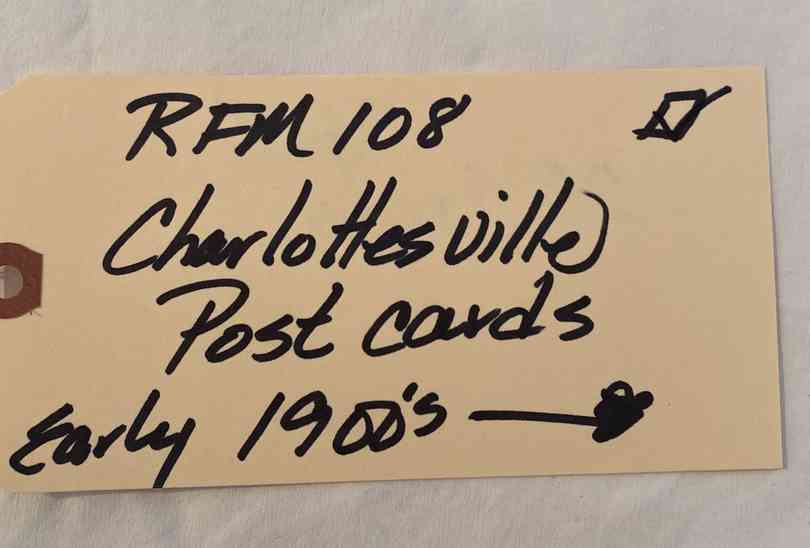 RFM 108
Charlottesville
Post cards
Early 1900's